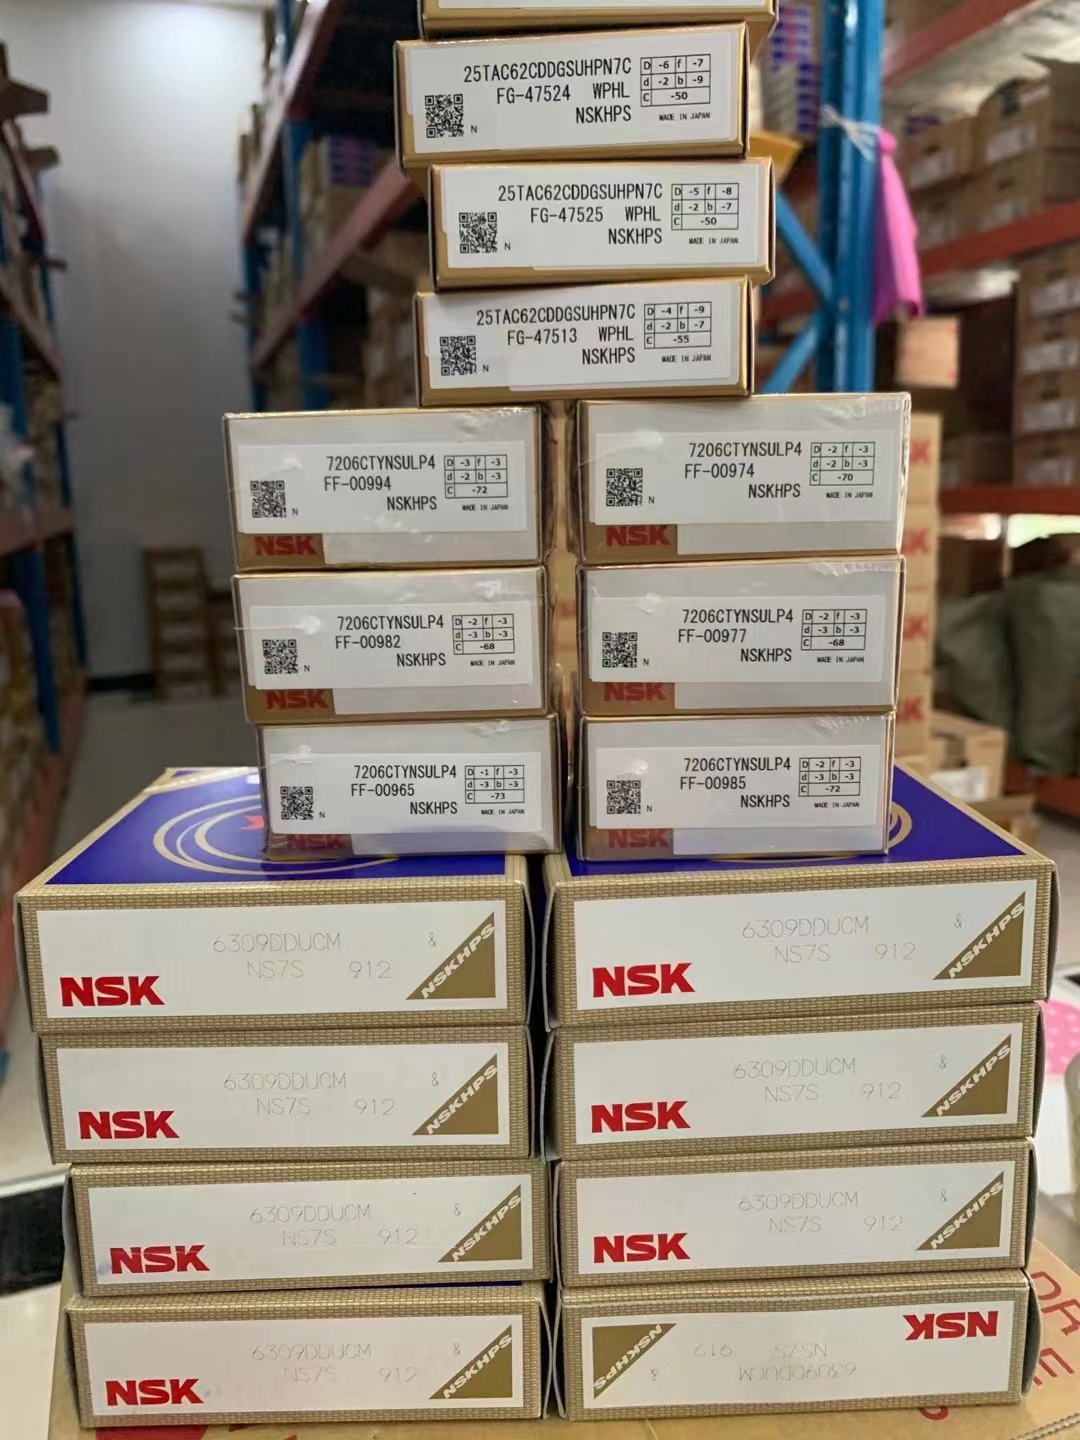 25TAC62CDDGSUHPN7C
FG-47524 WPHL
NSKHPS
D -6 f -7
d -2 b -9
C -50
N
MADE IN JAPAN
25TAC62CDDGSUHPN7C
FG-47525 WPHL
NSKHPS
D -5 f -8
d -2 b -7
C -50
N
MADE IN JAPAN
25TAC62CDDGSUHPN7C
FG-47513 WPHL
NSKHPS
D -4 f -9
d -2 b -7
C -55
N
MADE IN JAPAN
7206CTYNSULP4
FF-00994
NSKHPS
D -3 f -3
d -2 b -3
C -72
N
MADE IN JAPAN
NSK
7206CTYNSULP4
FF-00974
NSKHPS
D -2 f -3
d -2 b -3
C -70
N
MADE IN JAPAN
NSK
7206CTYNSULP4
FF-00982
NSKHPS
D -2 f -3
d -3 b -3
C -68
N
MADE IN JAPAN
NSK
7206CTYNSULP4
FF-00977
NSKHPS
D -2 f -3
d -3 b -3
C -68
N
MADE IN JAPAN
NSK
7206CTYNSULP4
FF-00965
NSKHPS
D -1 f -3
d -3 b -3
C -73
N
MADE IN JAPAN
NSK
7206CTYNSULP4
FF-00985
NSKHPS
D -2 f -3
d -3 b -3
C -72
N
MADE IN JAPAN
NSK
6309DDUCM &
NS7S 912
NSK
NSKHPS
6309DDUCM &
NS7S 912
NSK
NSKHPS
6309DDUCM &
NS7S 912
NSK
NSKHPS
6309DDUCM &
NS7S 912
NSK
NSKHPS
6309DDUCM &
NS7S 912
NSK
NSKHPS
6309DDUCM &
NS7S 912
NSK
NSKHPS
6309DDUCM &
NS7S 912
NSK
NSKHPS
6309DDUCM &
NS7S 912
NSK
NSKHPS